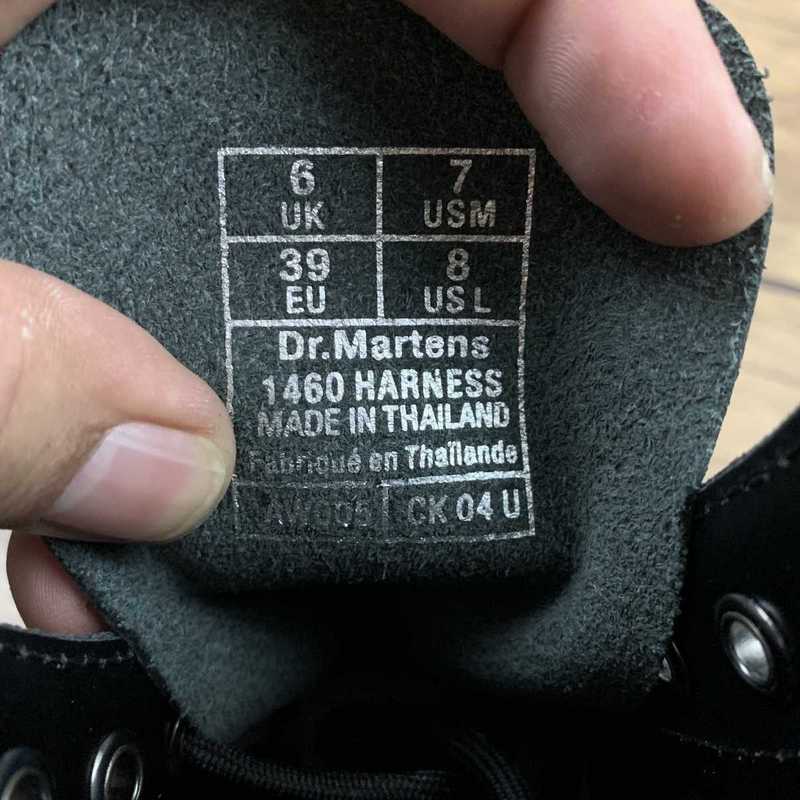 6 7
UK USM
39 8
EU US L
Dr.Martens
1460 HARNESS
MADE IN THAILAND
Fabriqué en Thaïlande
CK 04 U